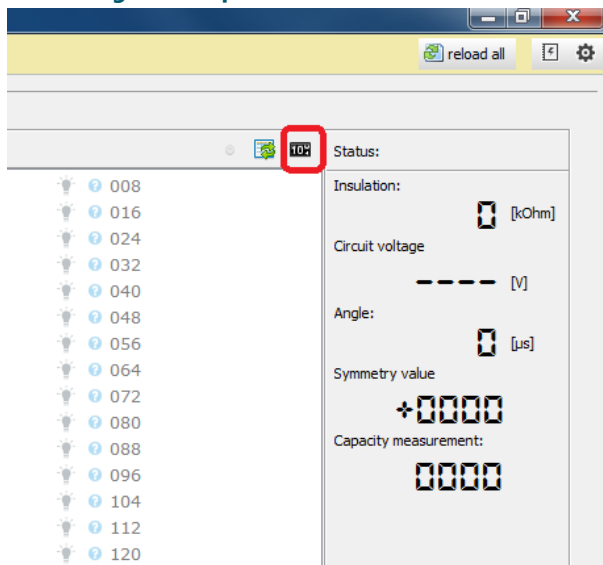 reload all
Status:
008
016
024
032
040
048
056
064
072
080
088
096
104
112
120
Insulation:
0 [kOhm]
Circuit voltage
---- [V]
Angle:
0 [µs]
Symmetry value
+0000
Capacity measurement:
0000